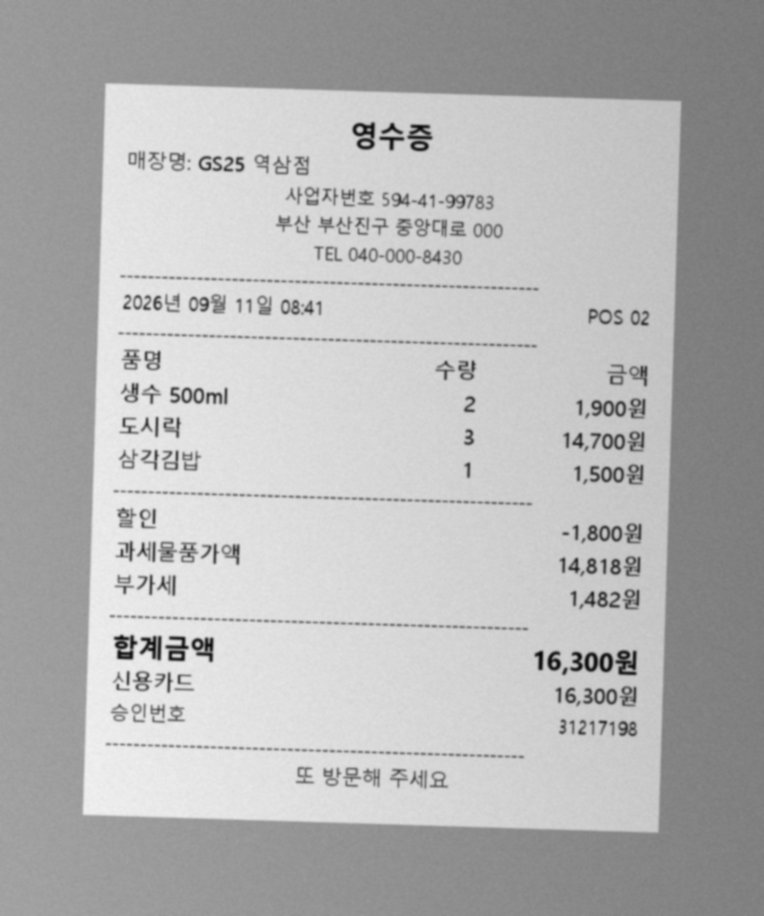 영수증
매장명: GS25 역삼점
사업자번호 594-41-99783
부산 부산진구 중앙대로 000
TEL 040-000-8430
2026년 09월 11일 08:41 POS 02
품명 수량 금액
생수 500ml 2 1,900원
도시락 3 14,700원
삼각김밥 1 1,500원
할인 -1,800원
과세물품가액 14,818원
부가세 1,482원
합계금액 16,300원
신용카드 16,300원
승인번호 31217198
또 방문해 주세요